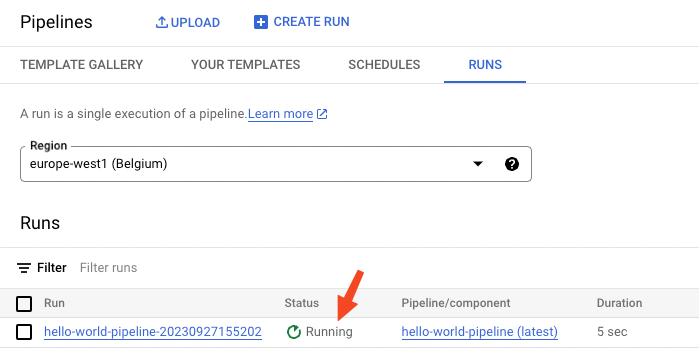 Pipelines UPLOAD CREATE RUN
TEMPLATE GALLERY YOUR TEMPLATES SCHEDULES RUNS
A run is a single execution of a pipeline.Learn more
Region
europe-west1 (Belgium)
Runs
Filter Filter runs
Run Status Pipeline/component Duration
hello-world-pipeline-20230927155202 Running hello-world-pipeline (latest) 5 sec